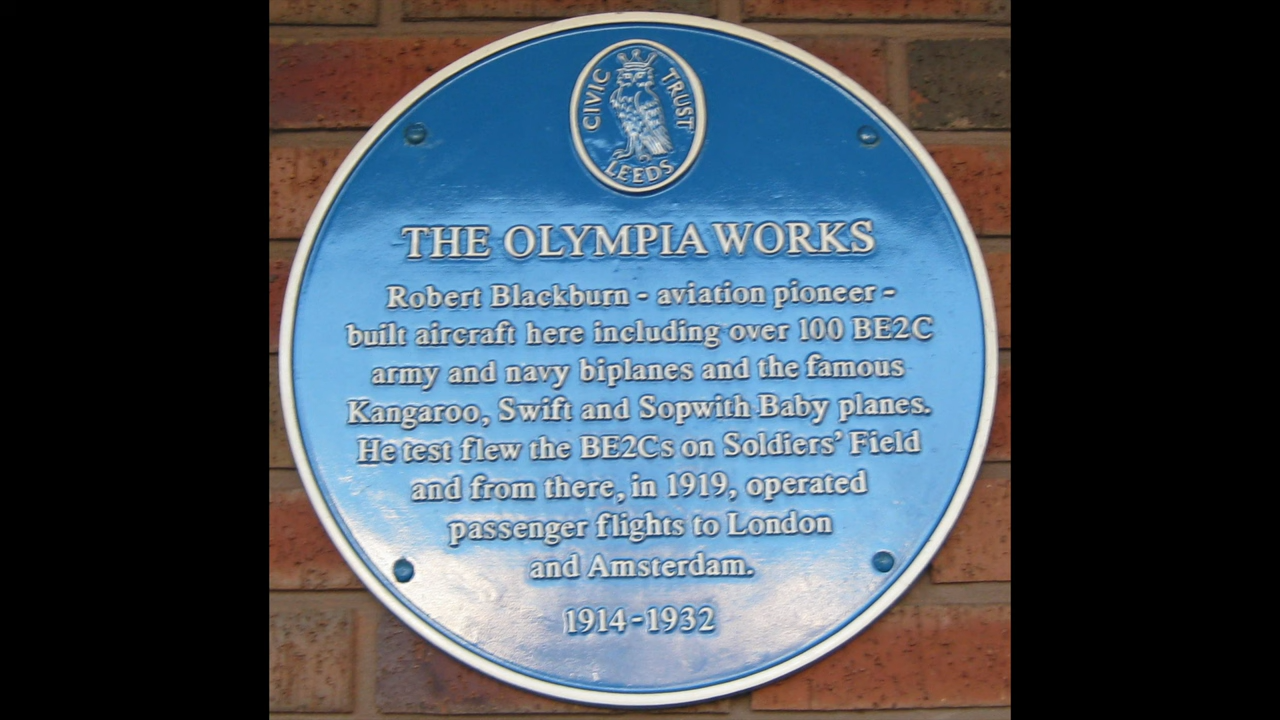 CIVIC TRUST
LEEDS
THE OLYMPIA WORKS
Robert Blackburn - aviation pioneer -
built aircraft here including over 100 BE2C
army and navy biplanes and the famous
Kangaroo, Swift and Sopwith Baby planes.
He test flew the BE2Cs on Soldiers' Field
and from there, in 1919, operated
passenger flights to London
and Amsterdam.
1914-1932